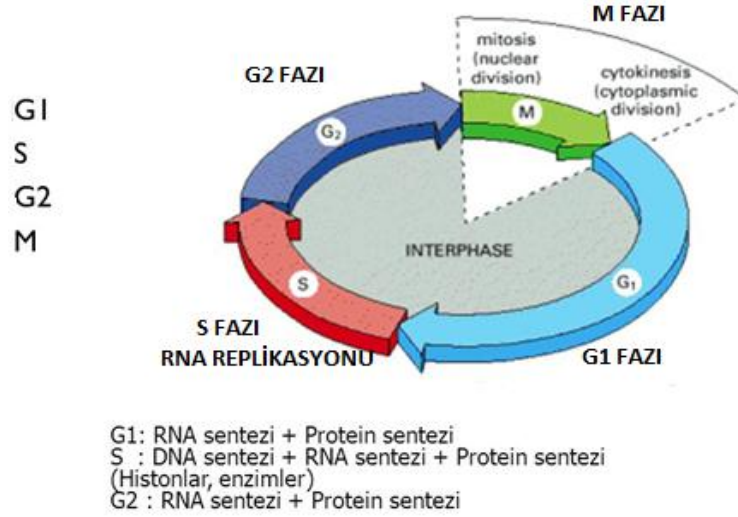 M FAZI
mitosis
(nuclear
division)
cytokinesis
(cytoplasmic
division)
G2 FAZI
G1
S
G2
M
G₂
M
INTERPHASE
S
G₁
S FAZI
RNA REPLİKASYONU
G1 FAZI
G1: RNA sentezi + Protein sentezi
S : DNA sentezi + RNA sentezi + Protein sentezi
(Histonlar, enzimler)
G2 : RNA sentezi + Protein sentezi